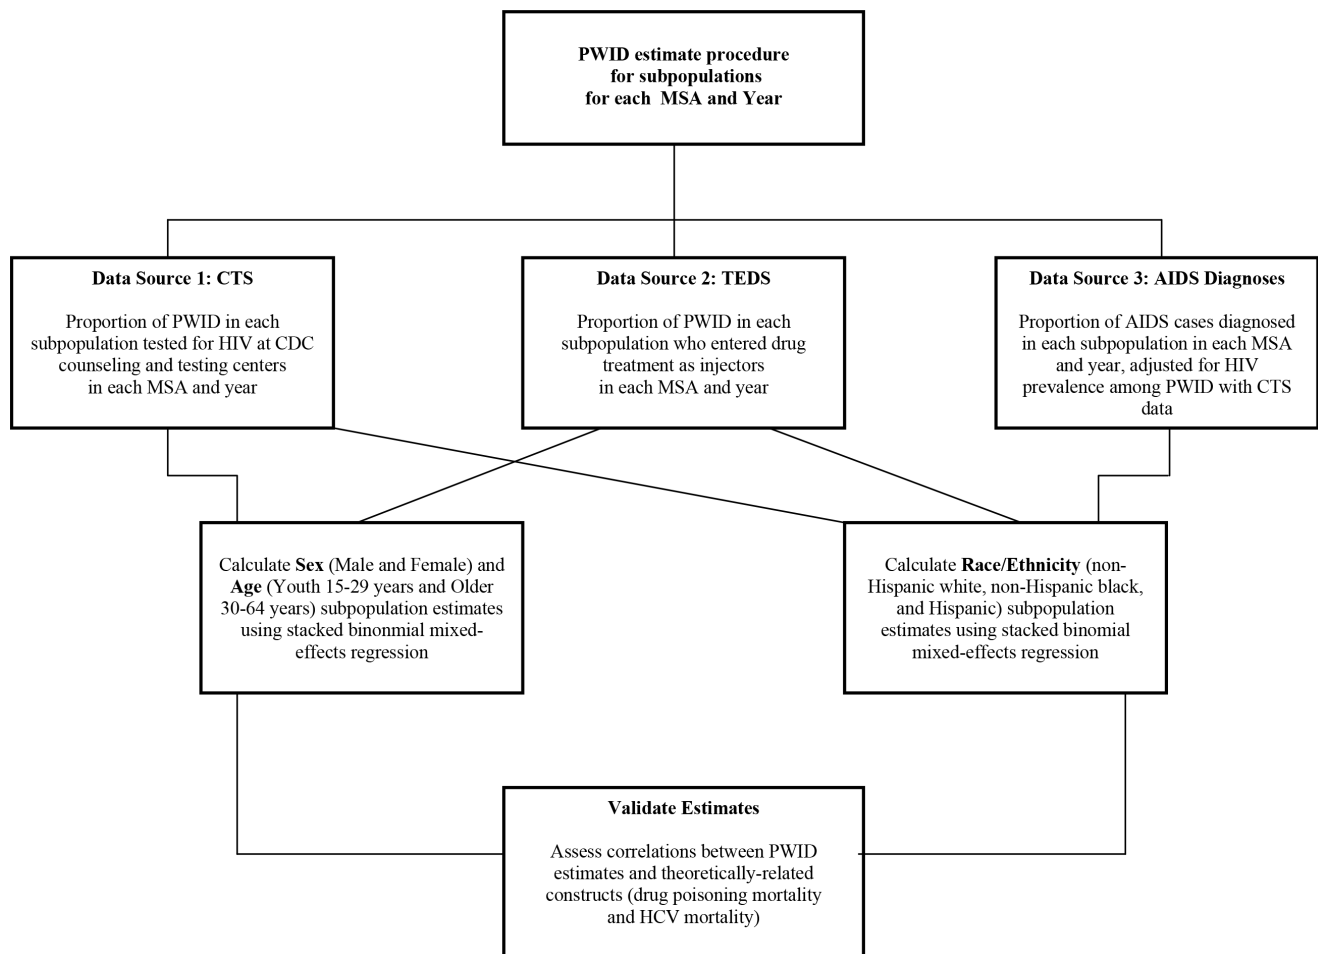 PWID estimate procedure
for subpopulations
for each MSA and Year
Data Source 1: CTS
Proportion of PWID in each
subpopulation tested for HIV at CDC
counseling and testing centers
in each MSA and year
Data Source 2: TEDS
Proportion of PWID in each
subpopulation who entered drug
treatment as injectors
in each MSA and year
Data Source 3: AIDS Diagnoses
Proportion of AIDS cases diagnosed
in each subpopulation in each MSA
and year, adjusted for HIV
prevalence among PWID with CTS
data
Calculate Sex (Male and Female) and
Age (Youth 15-29 years and Older
30-64 years) subpopulation estimates
using stacked binonmial mixed-
effects regression
Calculate Race/Ethnicity (non-
Hispanic white, non-Hispanic black,
and Hispanic) subpopulation
estimates using stacked binomial
mixed-effects regression
Validate Estimates
Assess correlations between PWID
estimates and theoretically-related
constructs (drug poisoning mortality
and HCV mortality)